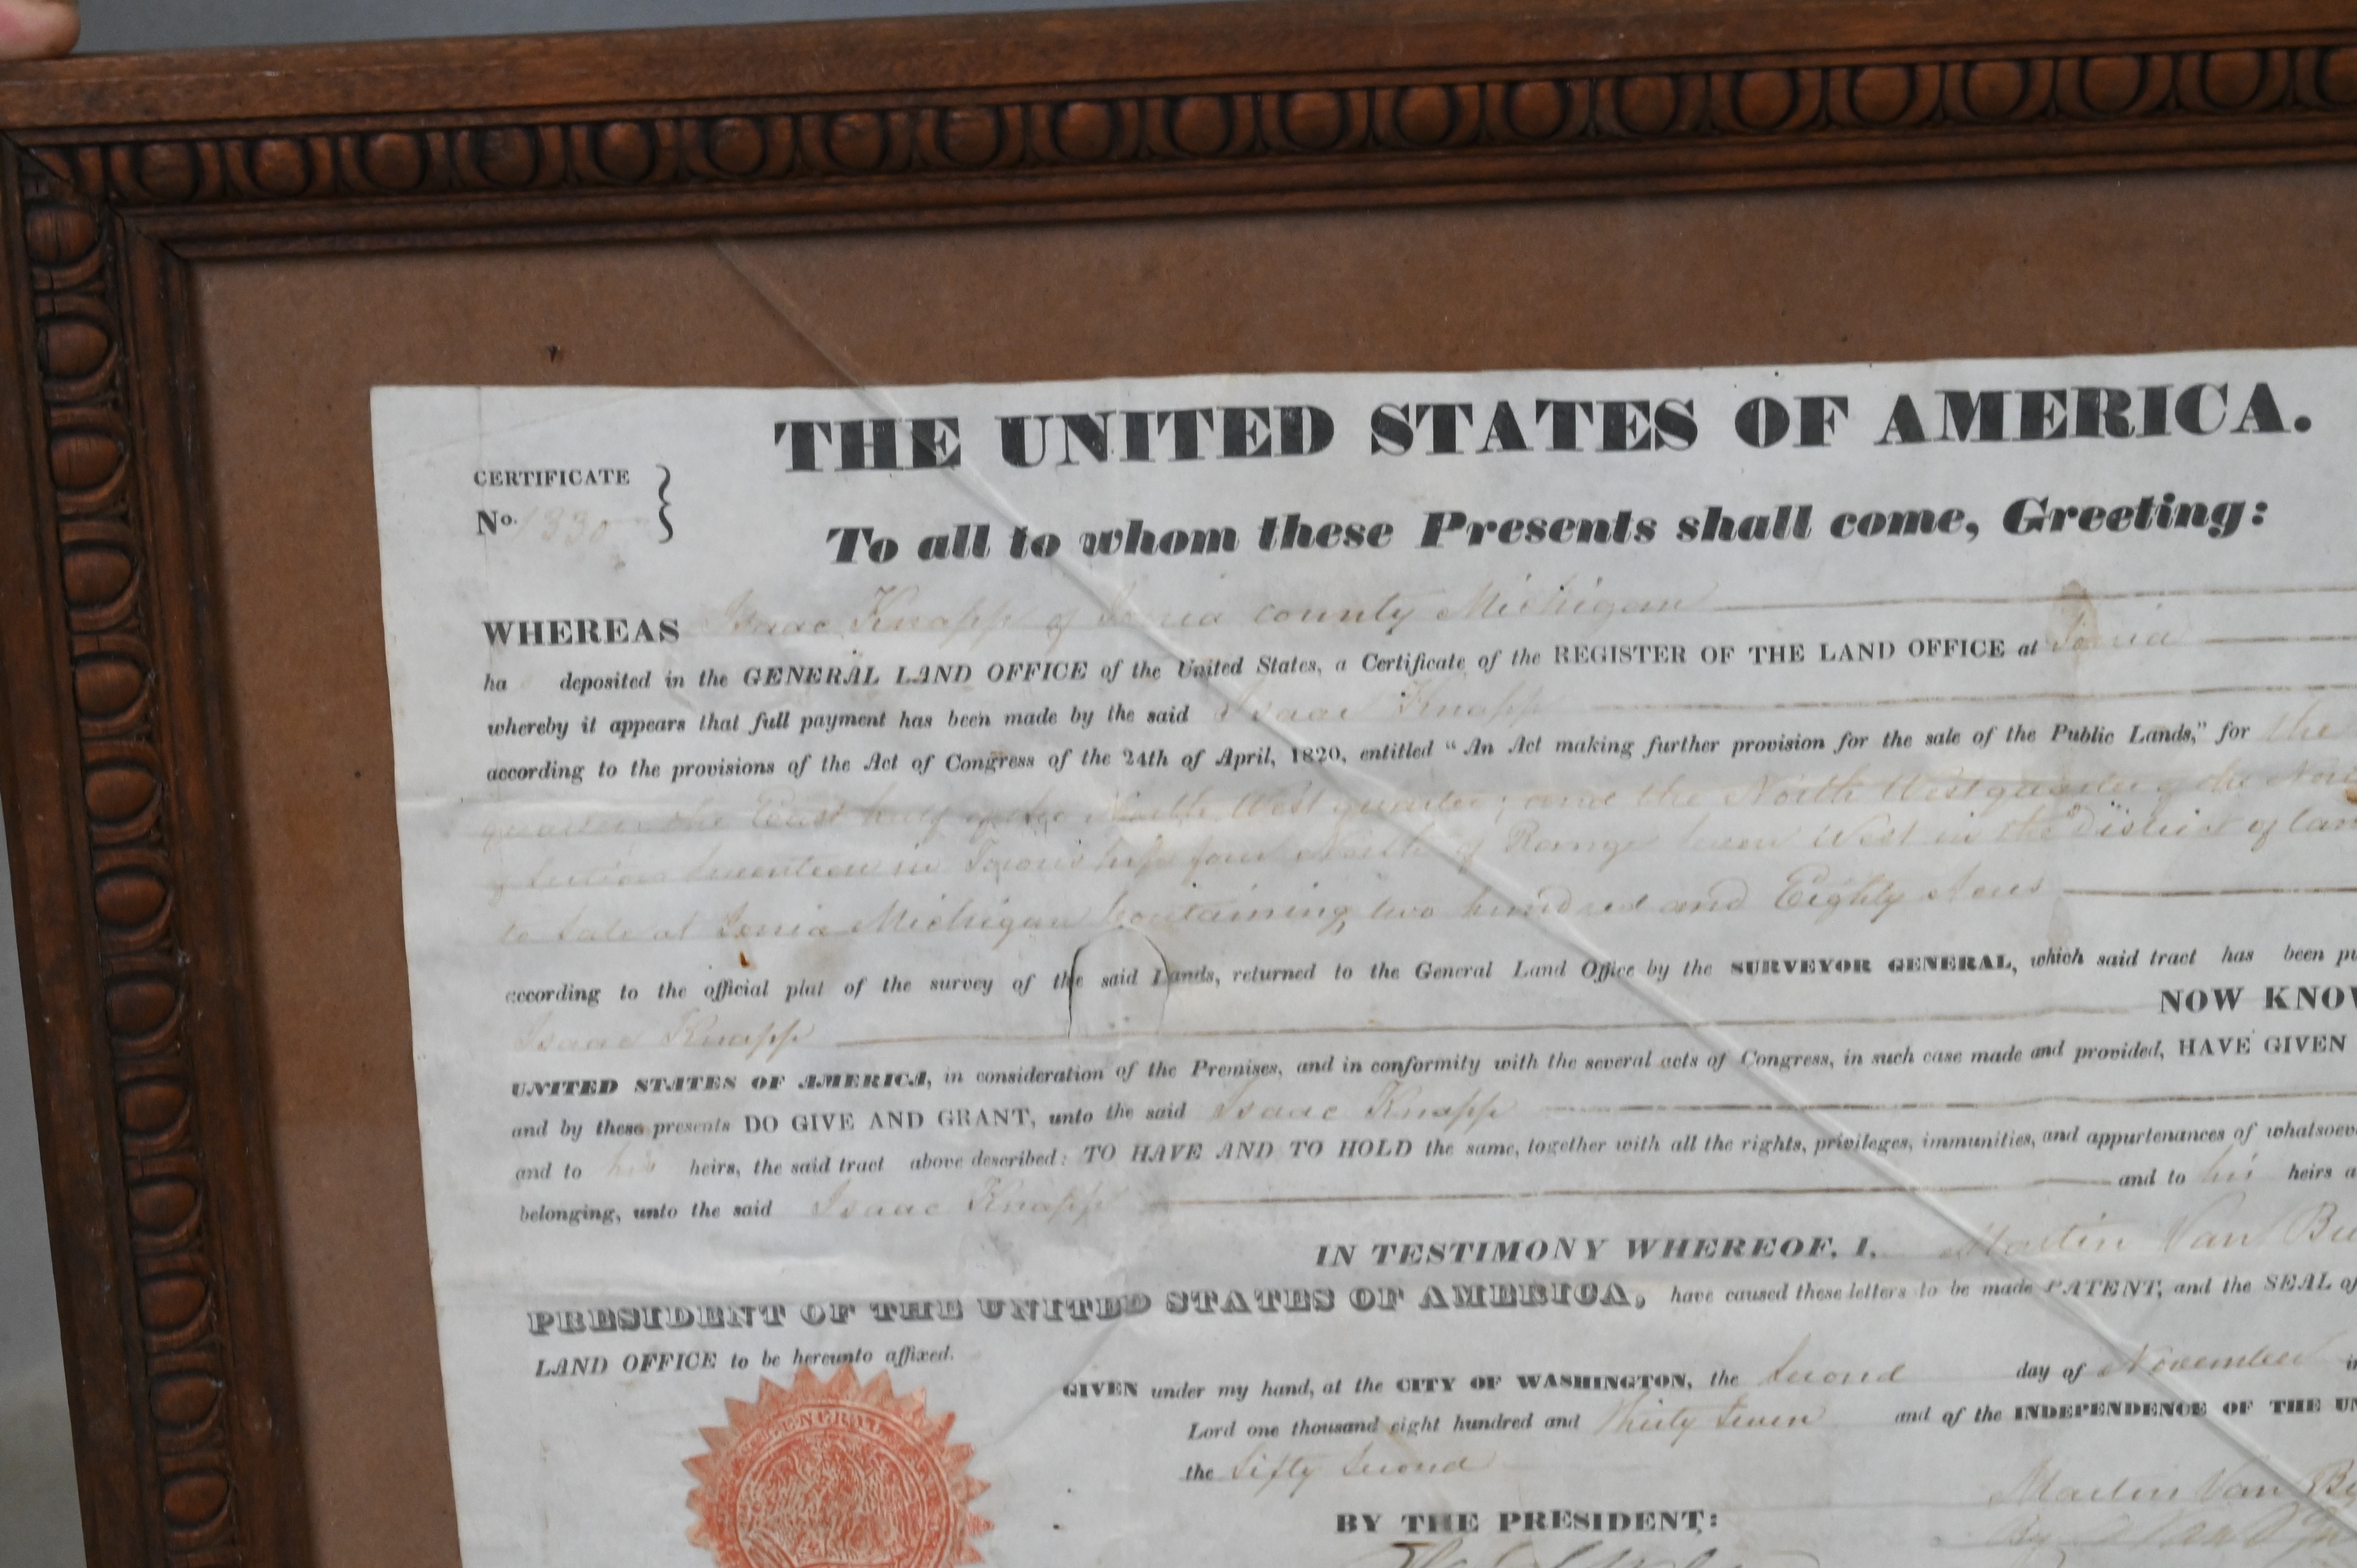 THE UNITED STATES OF AMERICA.
CERTIFICATE
No. 1330
To all to whom these Presents shall come, Greeting:
WHEREAS Isaac Knapp of Ionia county Michigan
ha deposited in the GENERAL LAND OFFICE of the United States, a Certificate of the REGISTER OF THE LAND OFFICE at Ionia
whereby it appears that full payment has been made by the said Isaac Knapp
according to the provisions of the Act of Congress of the 24th of April, 1820, entitled "An Act making further provision for the sale of the Public Lands," for the
quarter, the East half of the North West quarter; and the North West quarter of the
of Section Seventeen in Township four North of Range seven West in the District of
to Sale at Ionia Michigan Containing two hundred and Eighty Acres
according to the official plat of the survey of the said Lands, returned to the General Land Office by the SURVEYOR GENERAL, which said tract has been
Isaac Knapp NOW KNOW
UNITED STATES OF AMERICA, in consideration of the Premises, and in conformity with the several acts of Congress, in such case made and provided, HAVE GIVEN
and by these presents DO GIVE AND GRANT, unto the said Isaac Knapp
and to his heirs, the said tract above described: TO HAVE AND TO HOLD the same, together with all the rights, privileges, immunities, and appurtenances of whatsoev
belonging, unto the said Isaac Knapp and to his heirs a
IN TESTIMONY WHEREOF, I, Martin Van Bu
PRESIDENT OF THE UNITED STATES OF AMERICA, have caused these letters to be made PATENT, and the SEAL of
LAND OFFICE to be hereunto affixed.
GIVEN under my hand, at the CITY OF WASHINGTON, the Second day of November in
Lord one thousand eight hundred and Thirty Seven and of the INDEPENDENCE OF THE UN
the Sixty Second
Martin Van Bu
BY THE PRESIDENT:
By
GENERAL LAND